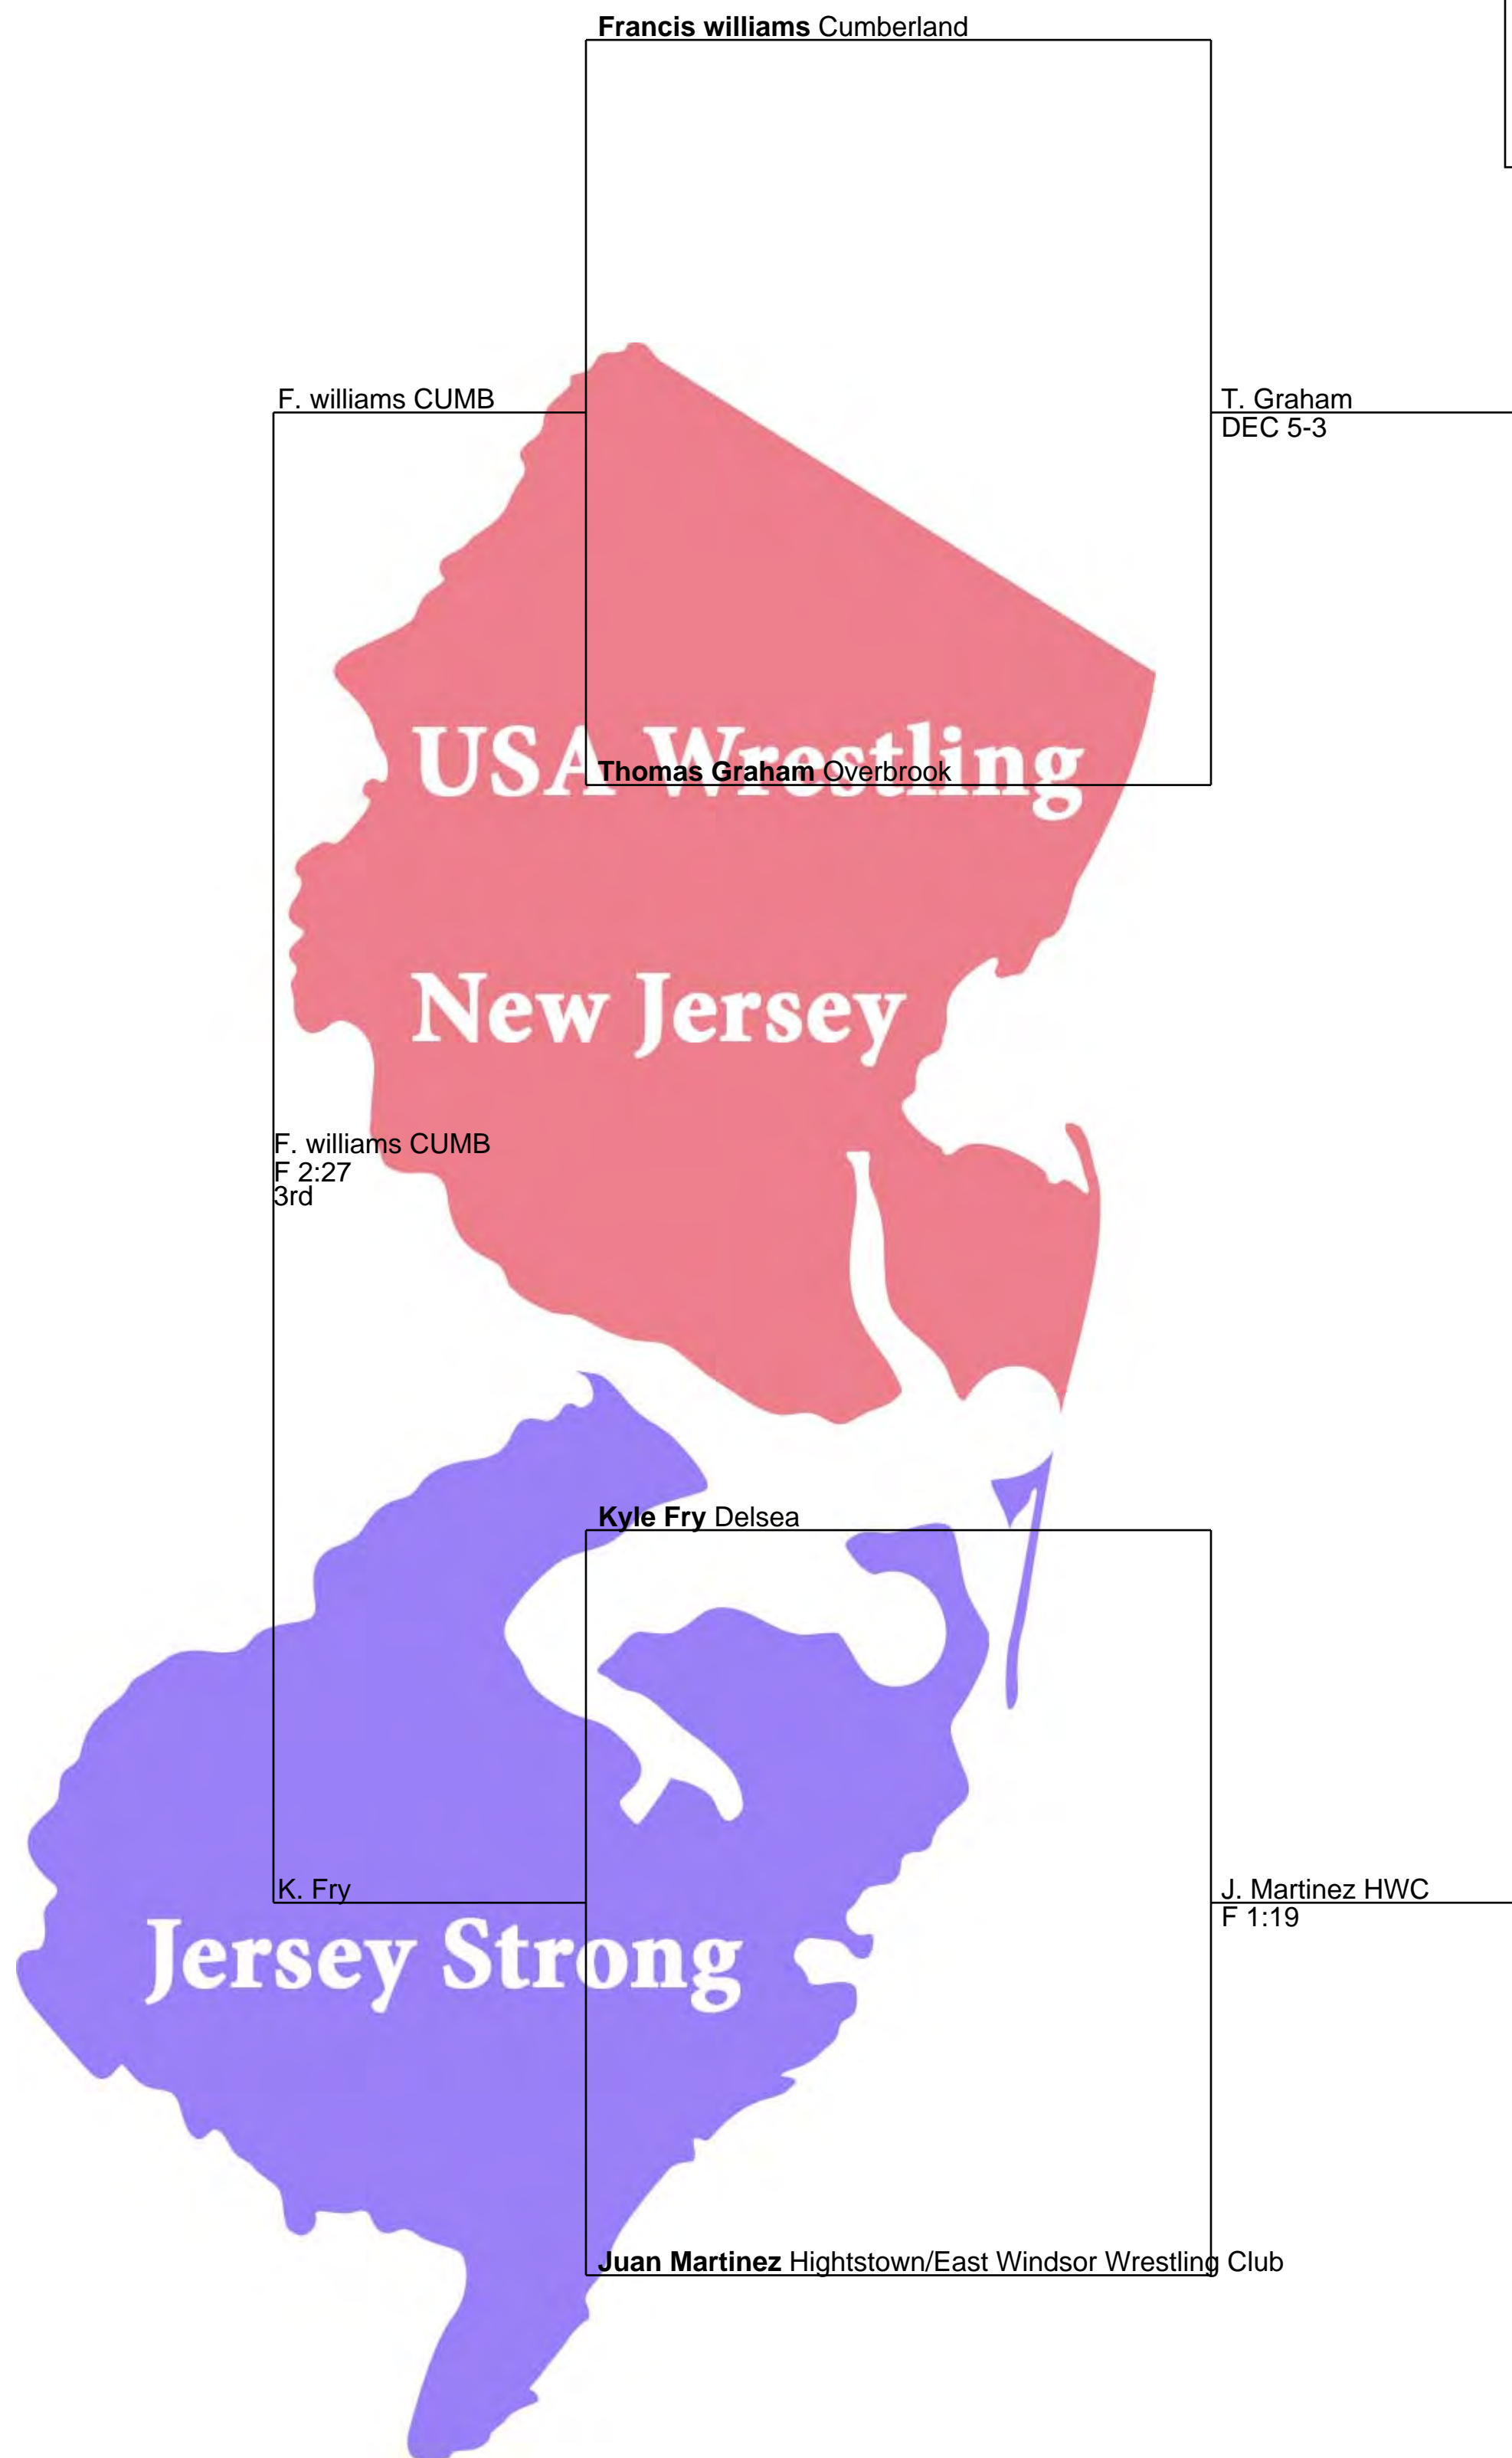 Francis williams Cumberland
F. williams CUMB
T. Graham
DEC 5-3
USA Wrestling
Thomas Graham Overbrook
New Jersey
F. williams CUMB
F 2:27
3rd
Kyle Fry Delsea
K. Fry
J. Martinez HWC
F 1:19
Jersey Strong
Juan Martinez Hightstown/East Windsor Wrestling Club